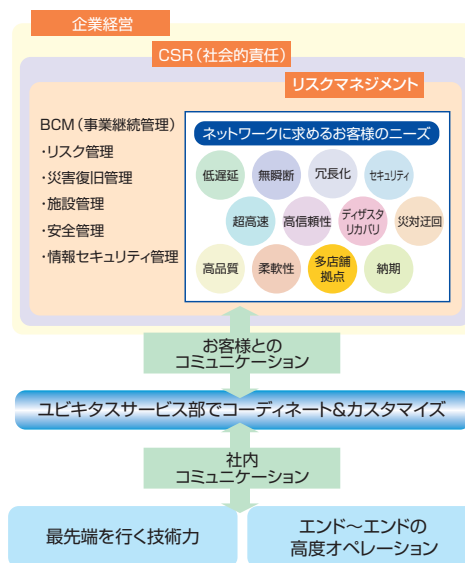 企業経営
CSR（社会的責任）
リスクマネジメント
BCM（事業継続管理）
・リスク管理
・災害復旧管理
・施設管理
・安全管理
・情報セキュリティ管理
ネットワークに求めるお客様のニーズ
低遅延
無瞬断
冗長化
セキュリティ
超高速
高信頼性
ディザスタ
リカバリ
災対迂回
高品質
柔軟性
多店舗
拠点
納期
お客様との
コミュニケーション
ユビキタスサービス部でコーディネート&カスタマイズ
社内
コミュニケーション
最先端を行く技術力
エンド～エンドの
高度オペレーション